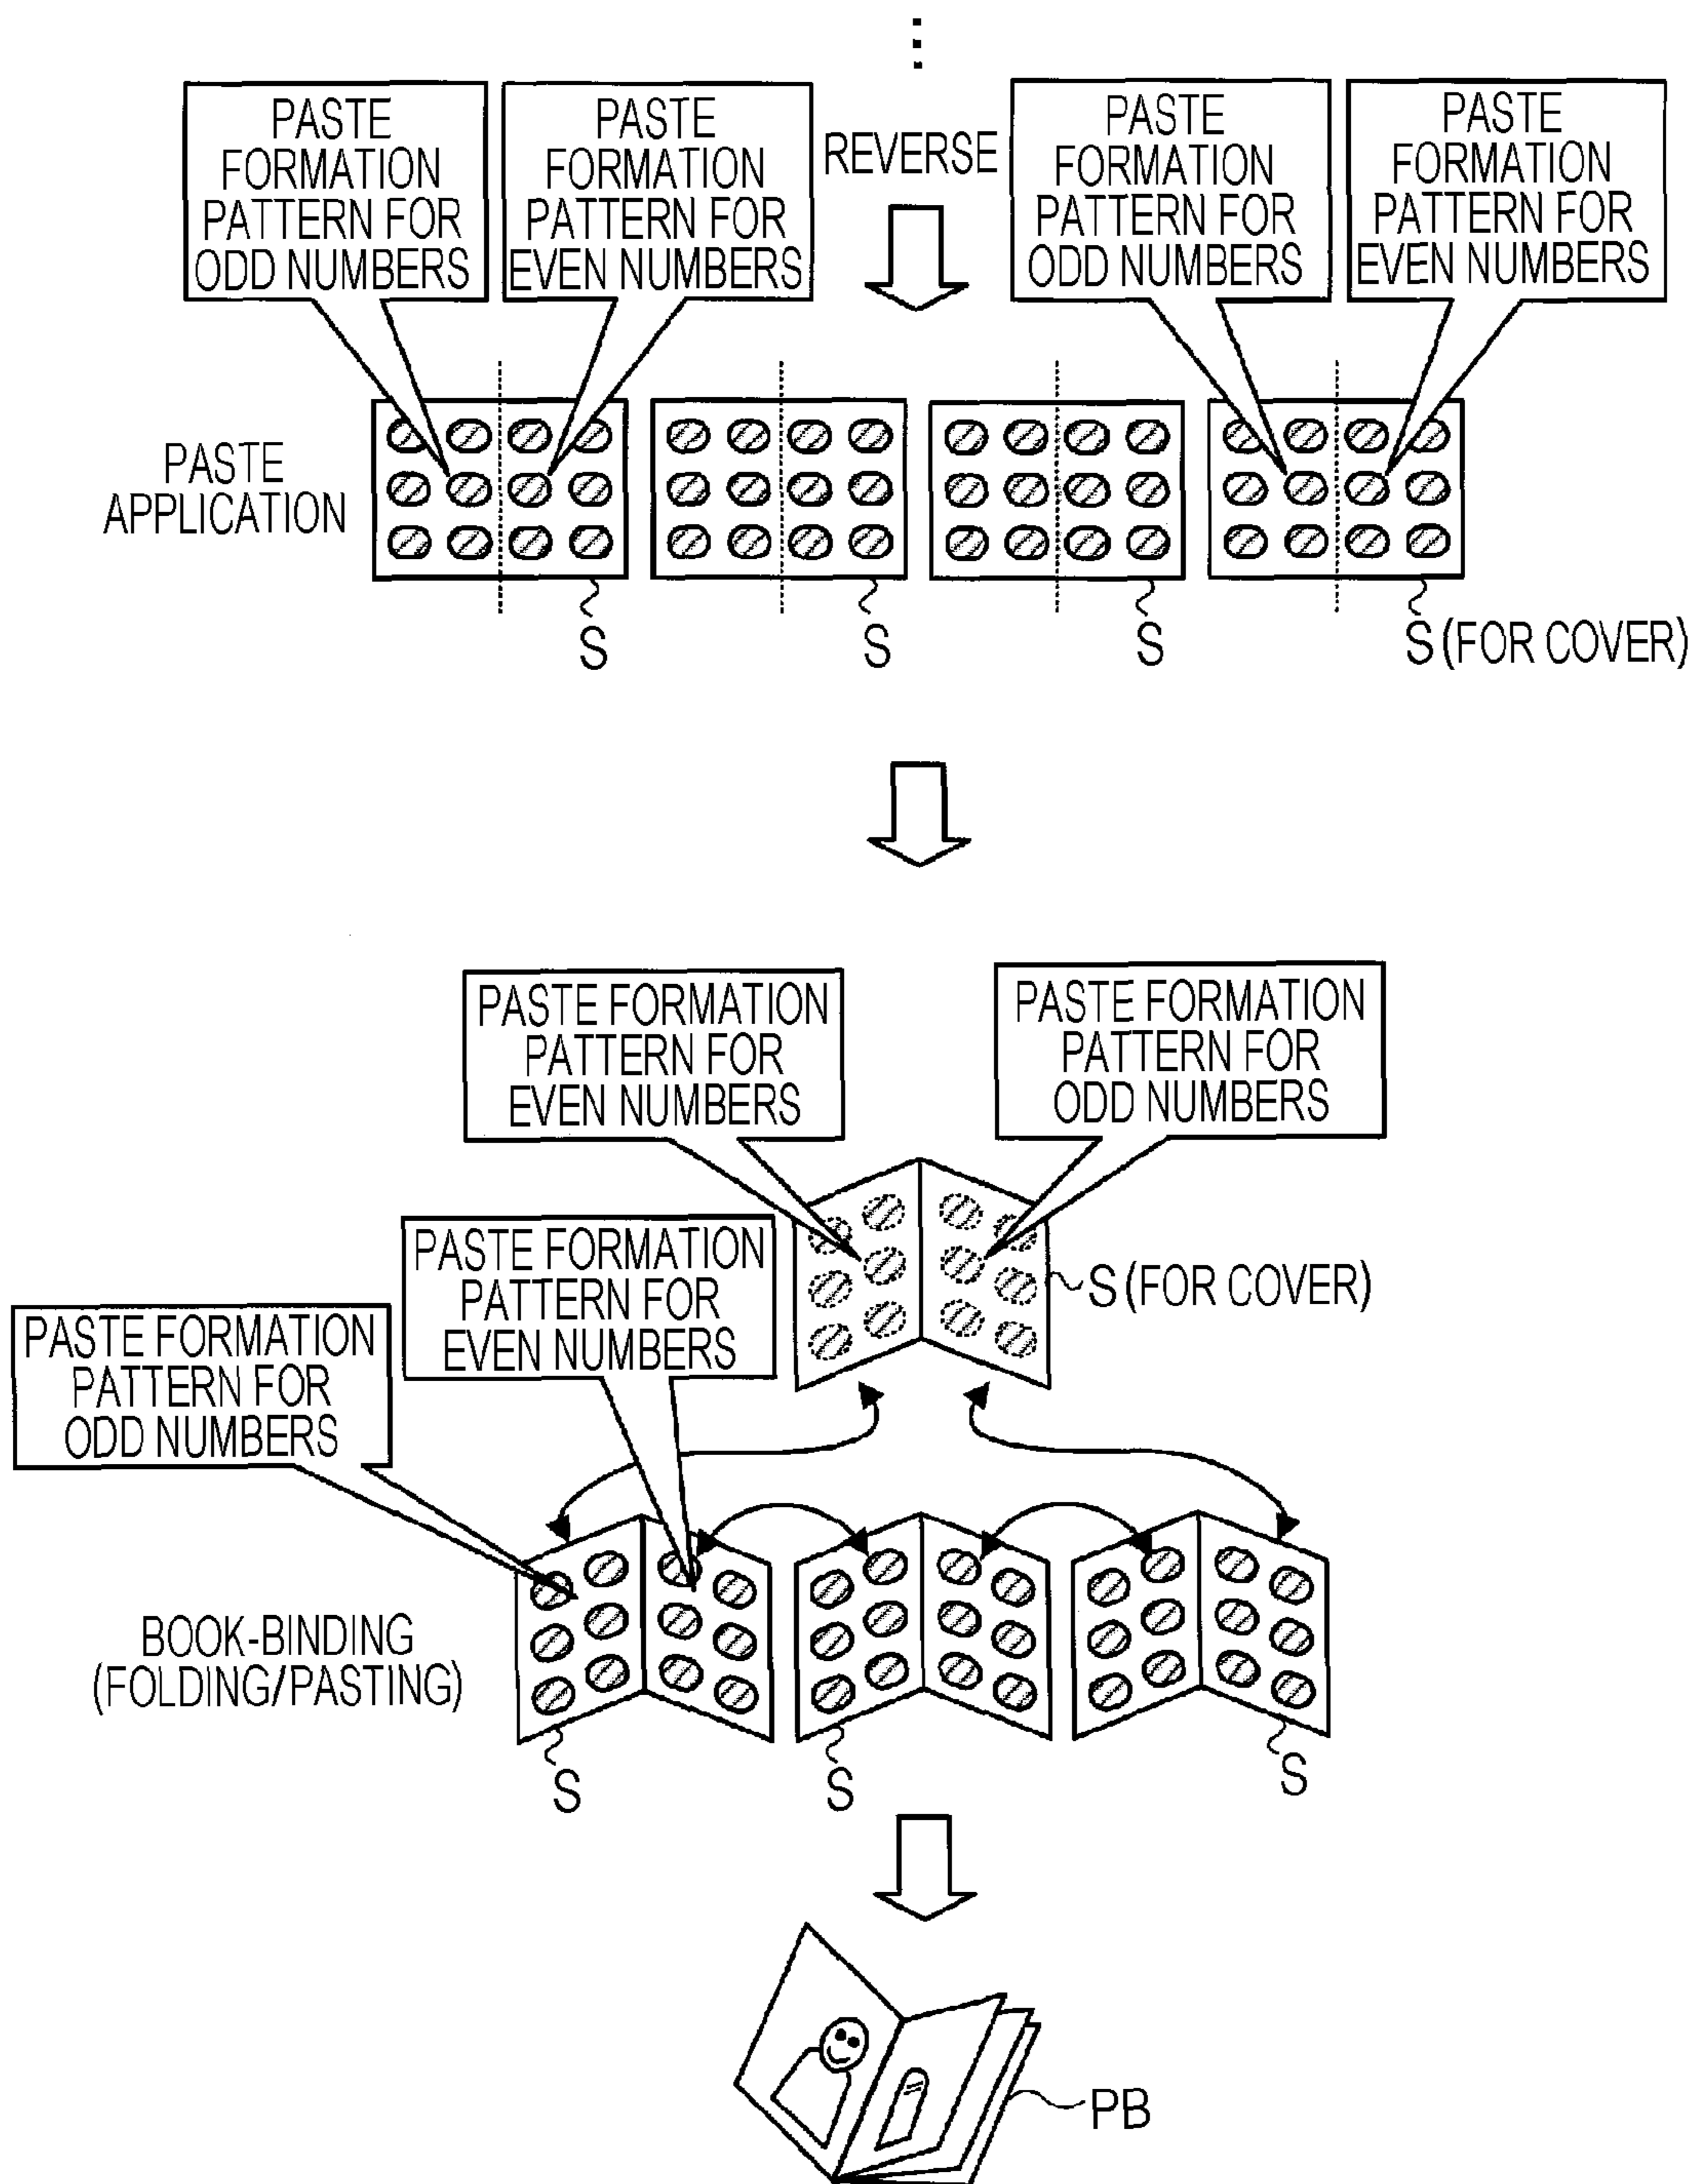 PASTE
FORMATION
PATTERN FOR
ODD NUMBERS
PASTE
FORMATION
PATTERN FOR
EVEN NUMBERS
REVERSE
PASTE
FORMATION
PATTERN FOR
ODD NUMBERS
PASTE
FORMATION
PATTERN FOR
EVEN NUMBERS
PASTE
APPLICATION
S
S
S
S (FOR COVER)
PASTE FORMATION
PATTERN FOR
EVEN NUMBERS
PASTE FORMATION
PATTERN FOR
ODD NUMBERS
PASTE FORMATION
PATTERN FOR
EVEN NUMBERS
S (FOR COVER)
PASTE FORMATION
PATTERN FOR
ODD NUMBERS
BOOK-BINDING
(FOLDING/PASTING)
S
S
S
PB